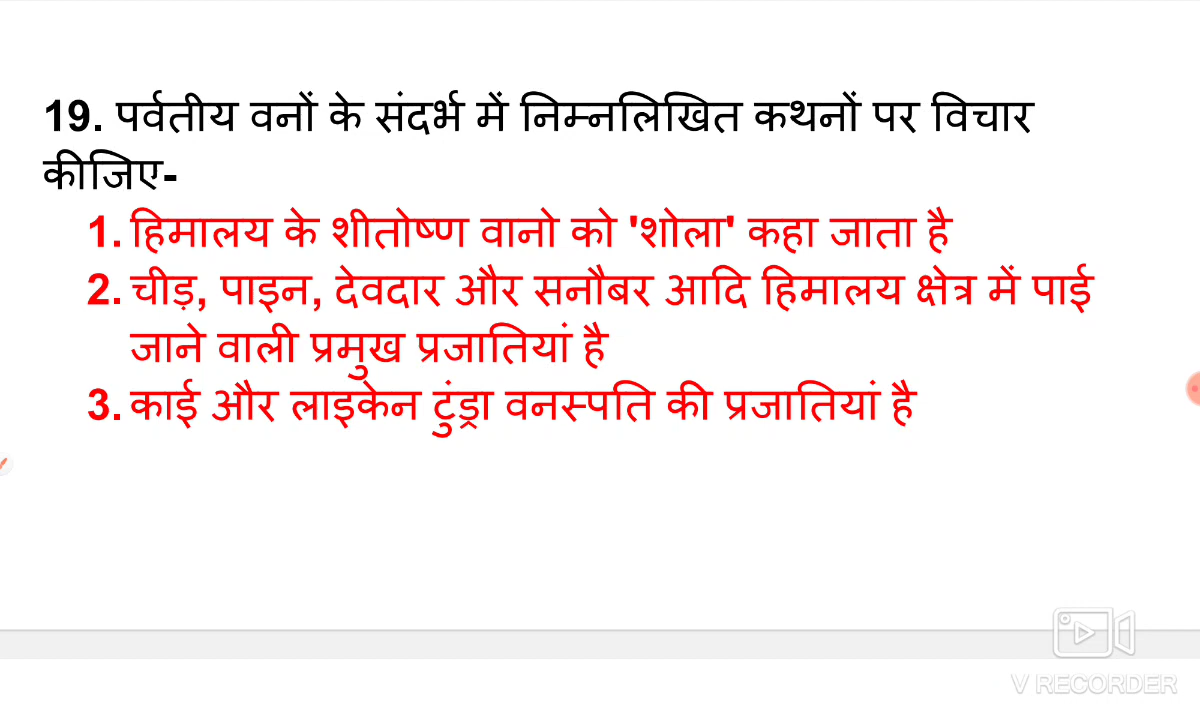 19. पर्वतीय वनों के संदर्भ में निम्नलिखित कथनों पर विचार
कीजिए-
1. हिमालय के शीतोष्ण वानो को 'शोला' कहा जाता है
2. चीड़, पाइन, देवदार और सनौबर आदि हिमालय क्षेत्र में पाई
जाने वाली प्रमुख प्रजातियां है
3. काई और लाइकेन टुंड्रा वनस्पति की प्रजातियां है
V RECORDER